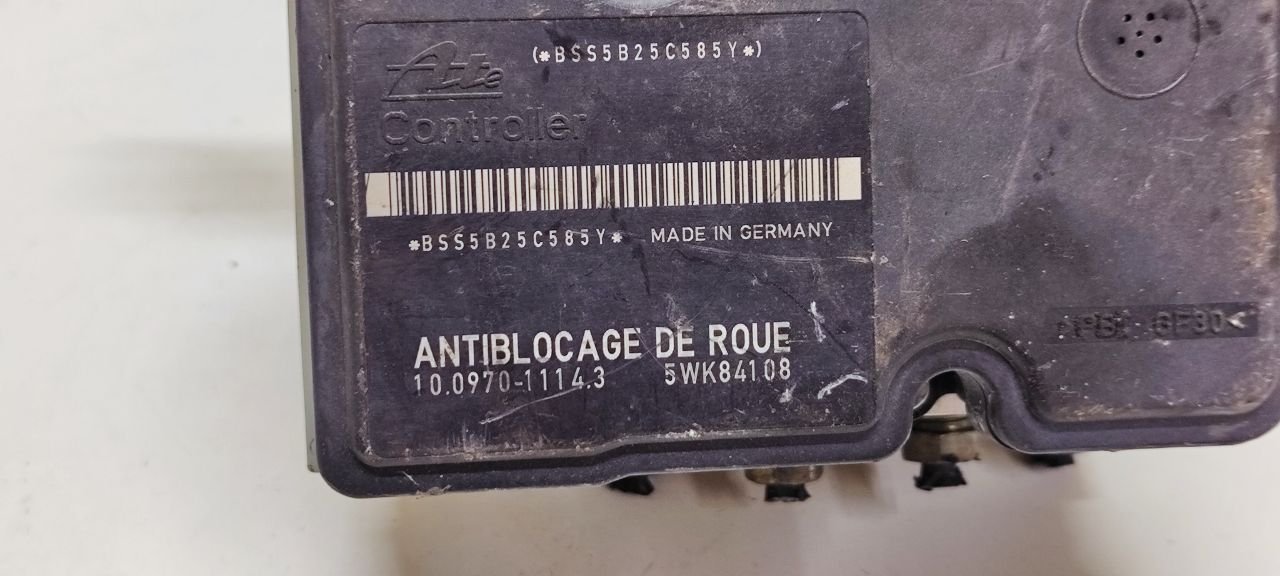 (*BSS5B25C585Y*)
Ate
Controller
*BSS5B25C585Y* MADE IN GERMANY
ANTIBLOCAGE DE ROUE
10.0970-1114.3 5WK84108